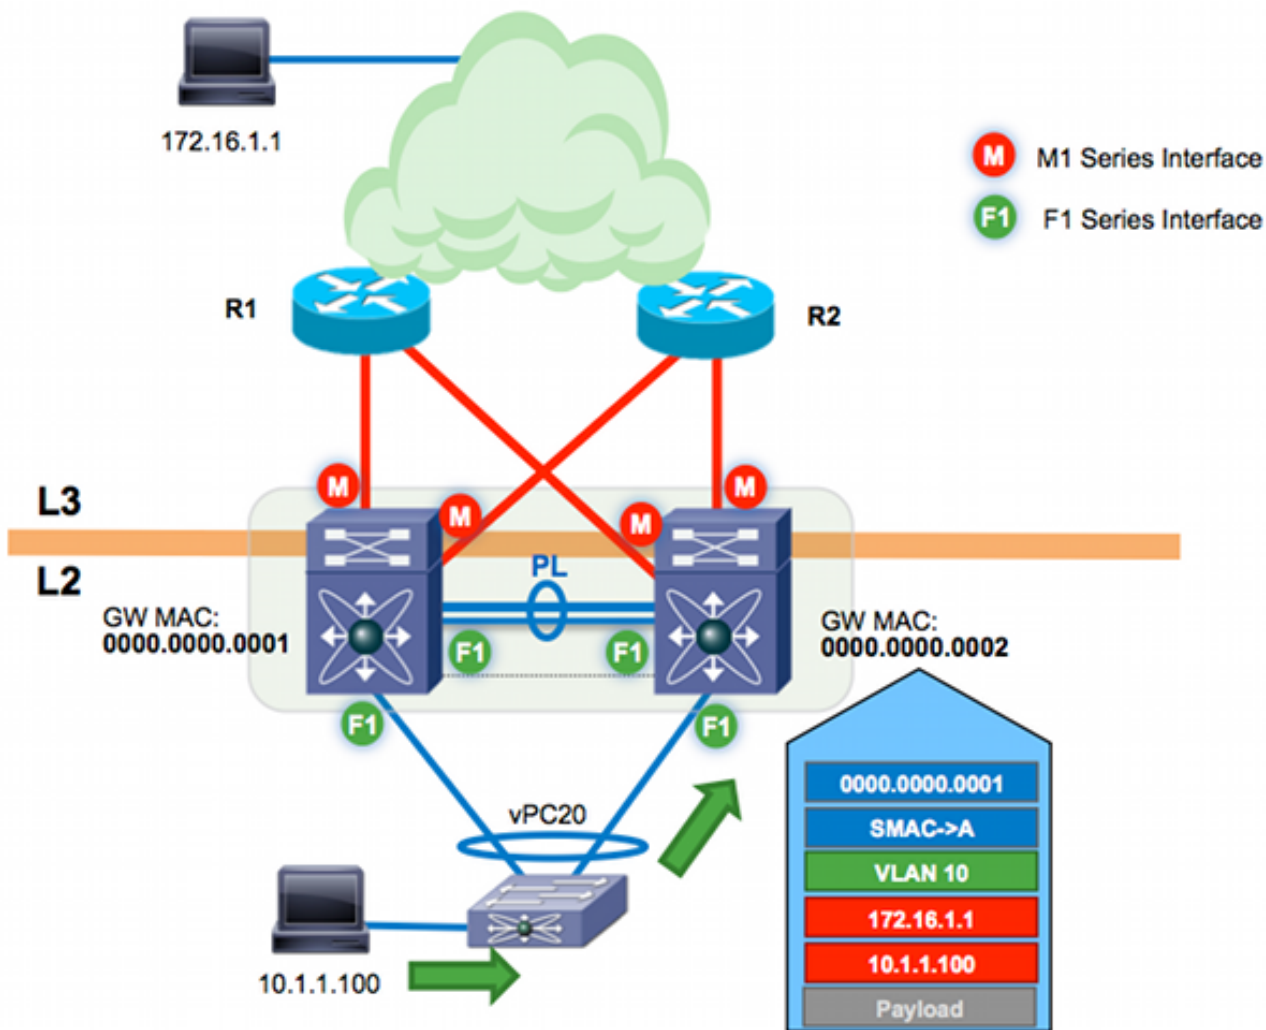 172.16.1.1
M M1 Series Interface
F1 F1 Series Interface
R1
R2
M
M
L3
M
M
PL
L2
GW MAC:
0000.0000.0001
GW MAC:
0000.0000.0002
F1
F1
F1
F1
0000.0000.0001
vPC20
SMAC->A
VLAN 10
172.16.1.1
10.1.1.100
10.1.1.100
Payload